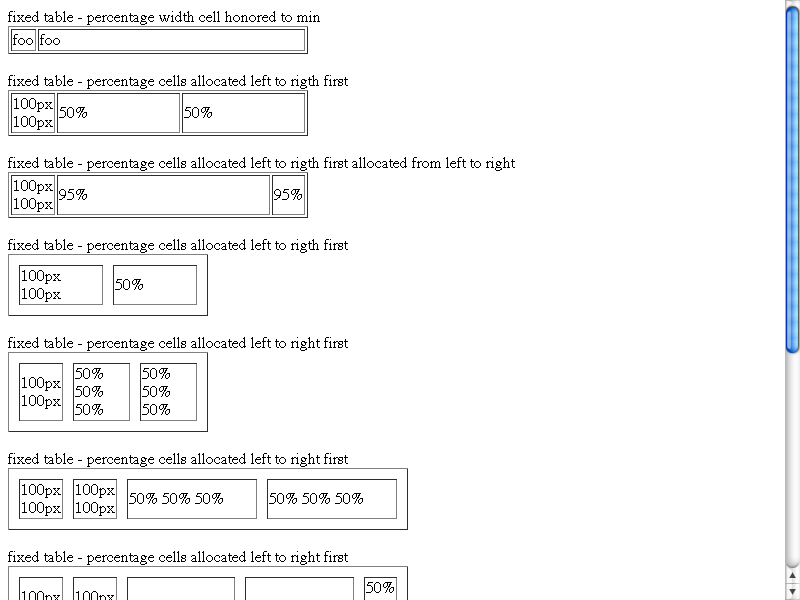 fixed table - percentage width cell honored to min
foo foo
fixed table - percentage cells allocated left to rigth first
100px
100px
50% 50%
fixed table - percentage cells allocated left to rigth first allocated from left to right
100px
100px
95% 95%
fixed table - percentage cells allocated left to rigth first
100px
100px
50%
fixed table - percentage cells allocated left to right first
100px
100px
50%
50%
50%
50%
50%
50%
fixed table - percentage cells allocated left to right first
100px
100px
100px
100px
50% 50% 50%
50% 50% 50%
fixed table - percentage cells allocated left to right first
100px
100px
50%